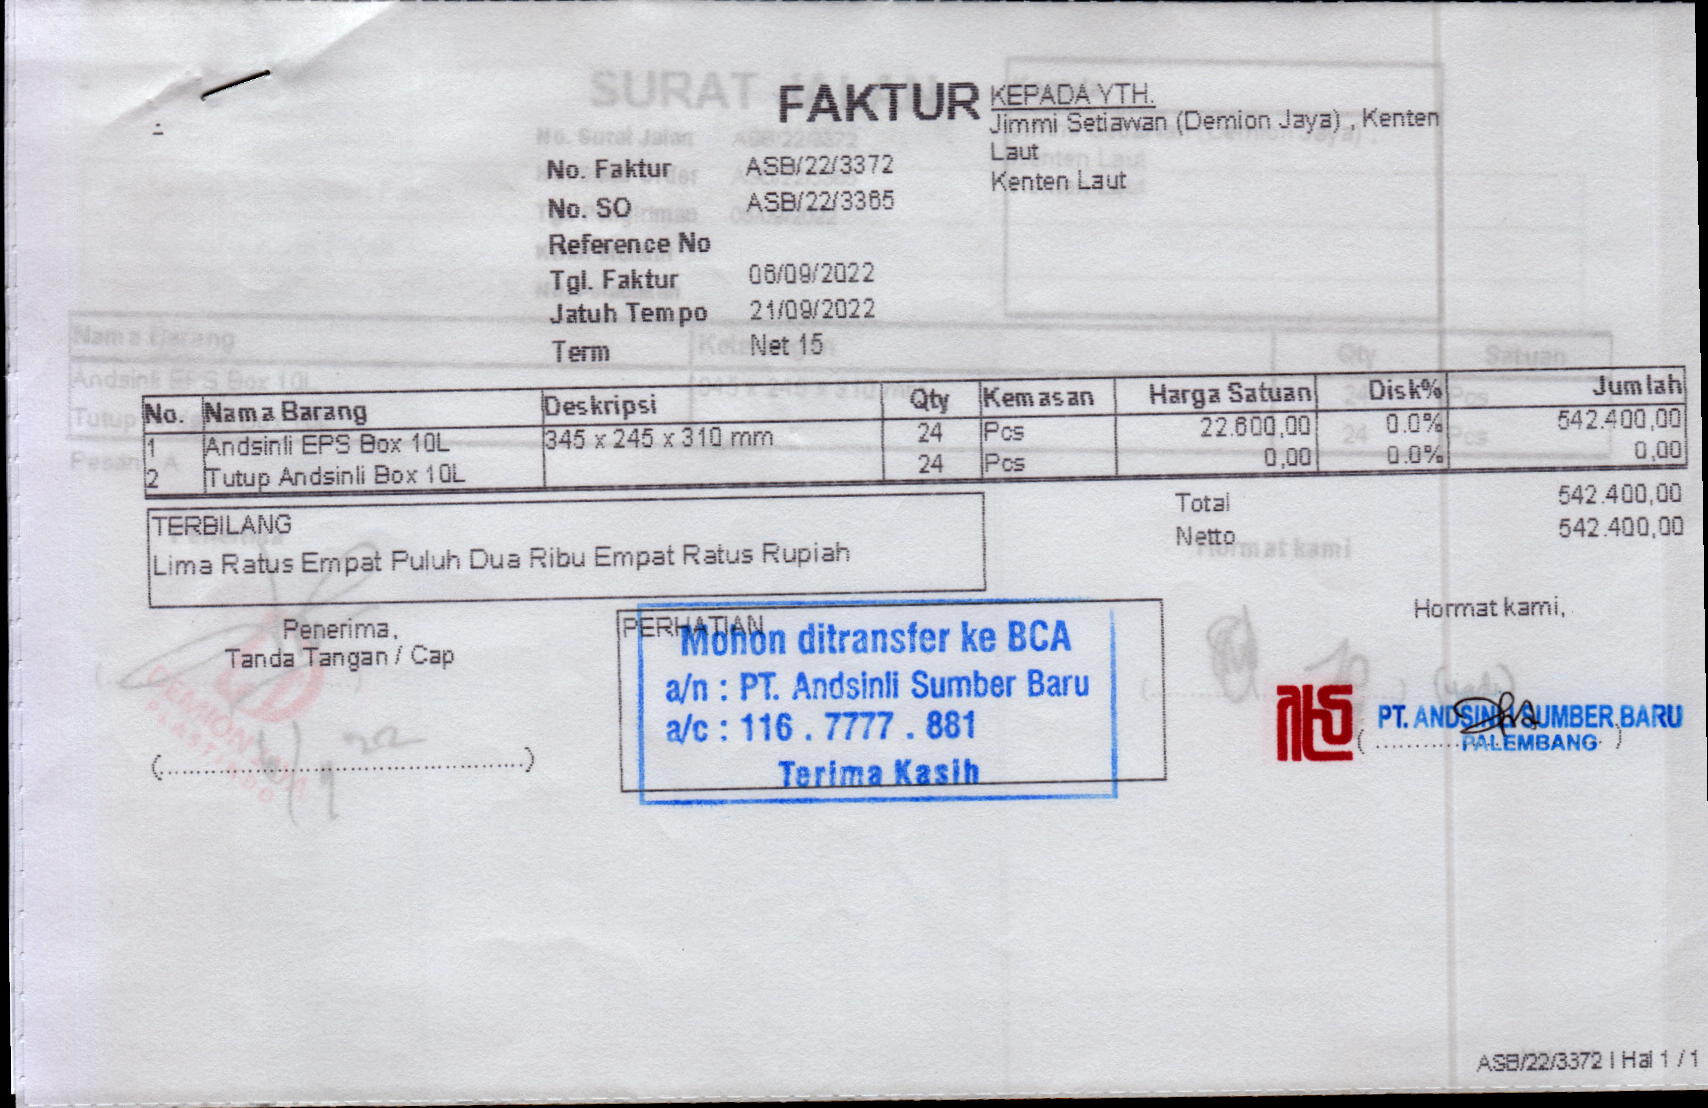 FAKTUR
KEPADA YTH.
Jimmi Setiawan (Demion Jaya) , Kenten
Laut
Kenten Laut
No. Faktur ASB/22/3372
No. SO ASB/22/3365
Reference No
Tgl. Faktur 06/09/2022
Jatuh Tempo 21/09/2022
Term Net 15
No. Nama Barang Deskripsi Qty Kemasan Harga Satuan Disk% Jumlah
1 Andsinli EPS Box 10L 345 x 245 x 310 mm 24 Pcs 22.600,00 0.0% 542.400,00
2 Tutup Andsinli Box 10L 24 Pcs 0,00 0.0% 0,00
Total 542.400,00
Netto 542.400,00
TERBILANG
Lima Ratus Empat Puluh Dua Ribu Empat Ratus Rupiah
Penerima,
Tanda Tangan / Cap
PERHATIAN
Mohon ditransfer ke BCA
a/n : PT. Andsinli Sumber Baru
a/c : 116 . 7777 . 881
Terima Kasih
Hormat kami,
PT. ANDSINLI SUMBER BARU
PALEMBANG
ASB/22/3372 | Hal 1 / 1